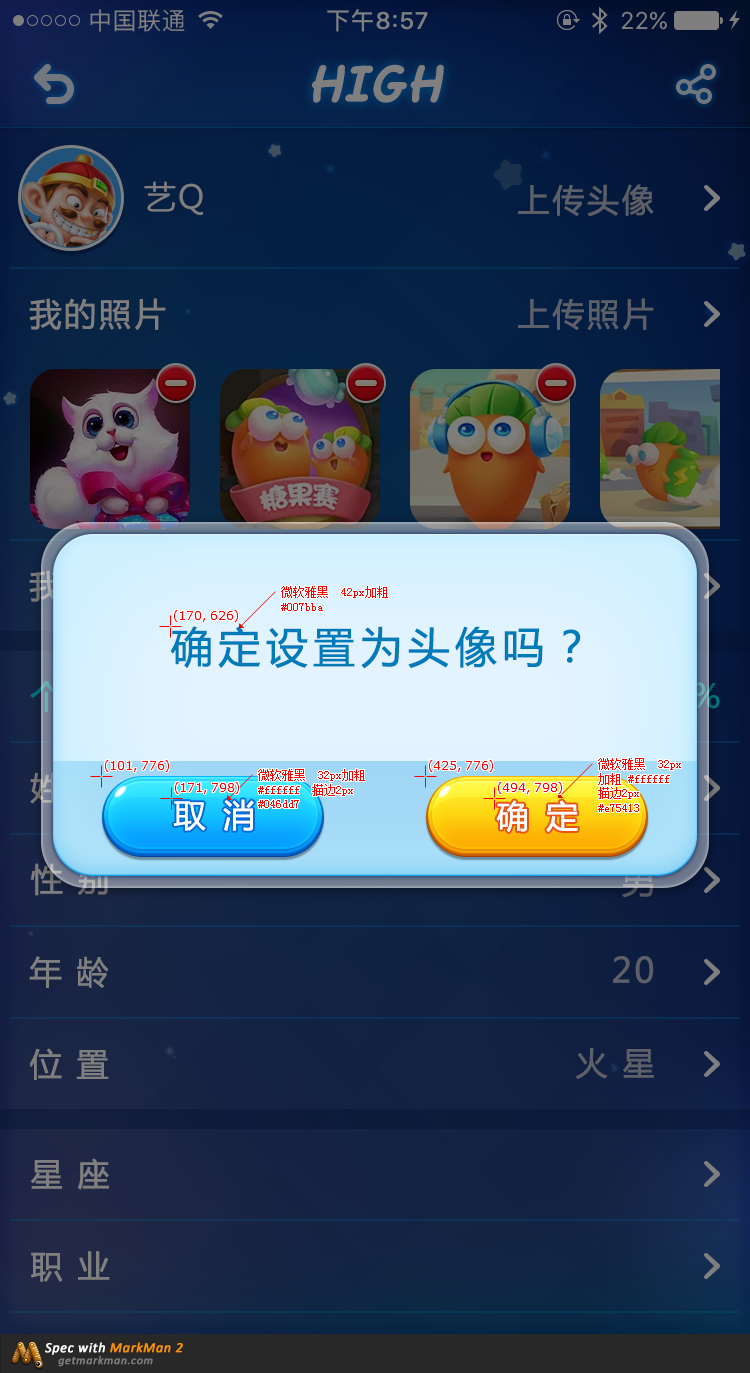 中国联通 下午8:57 22%
HIGH
艺Q 上传头像
我的照片 上传照片
糖果赛
我
微软雅黑 42px加粗
#007bba
(170, 626)
确定设置为头像吗？
个 %
(101, 776)
(171, 798)
微软雅黑 32px加粗
#ffffff 描边2px
#046dd7
取 消
(425, 776)
(494, 798)
微软雅黑 32px
加粗 #ffffff
描边2px
#e75413
确 定
姓
性 别 男
年 龄 20
位 置 火 星
星 座
职 业
Spec with MarkMan 2
getmarkman.com